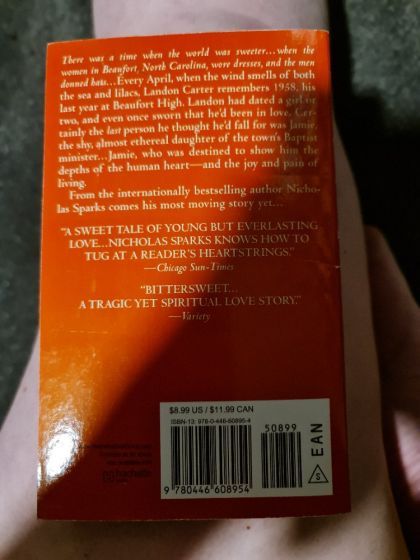 There was a time when the world was sweeter...when the
women in Beaufort, North Carolina, wore dresses, and the men
donned hats...Every April, when the wind smells of both
the sea and lilacs, Landon Carter remembers 1958, his
last year at Beaufort High. Landon had dated a girl or
two, and even once sworn that he'd been in love. Cer-
tainly the last person he thought he'd fall for was Jamie,
the shy, almost ethereal daughter of the town's Baptist
minister...Jamie, who was destined to show him the
depths of the human heart—and the joy and pain of
living.
From the internationally bestselling author Nicho-
las Sparks comes his most moving story yet...
"A SWEET TALE OF YOUNG BUT EVERLASTING
LOVE...NICHOLAS SPARKS KNOWS HOW TO
TUG AT A READER'S HEARTSTRINGS."
—Chicago Sun-Times
"BITTERSWEET...
A TRAGIC YET SPIRITUAL LOVE STORY."
—Variety
$8.99 US / $11.99 CAN
ISBN-13: 978-0-446-60895-4
50899
EAN
S
9 780446 608954
hachette